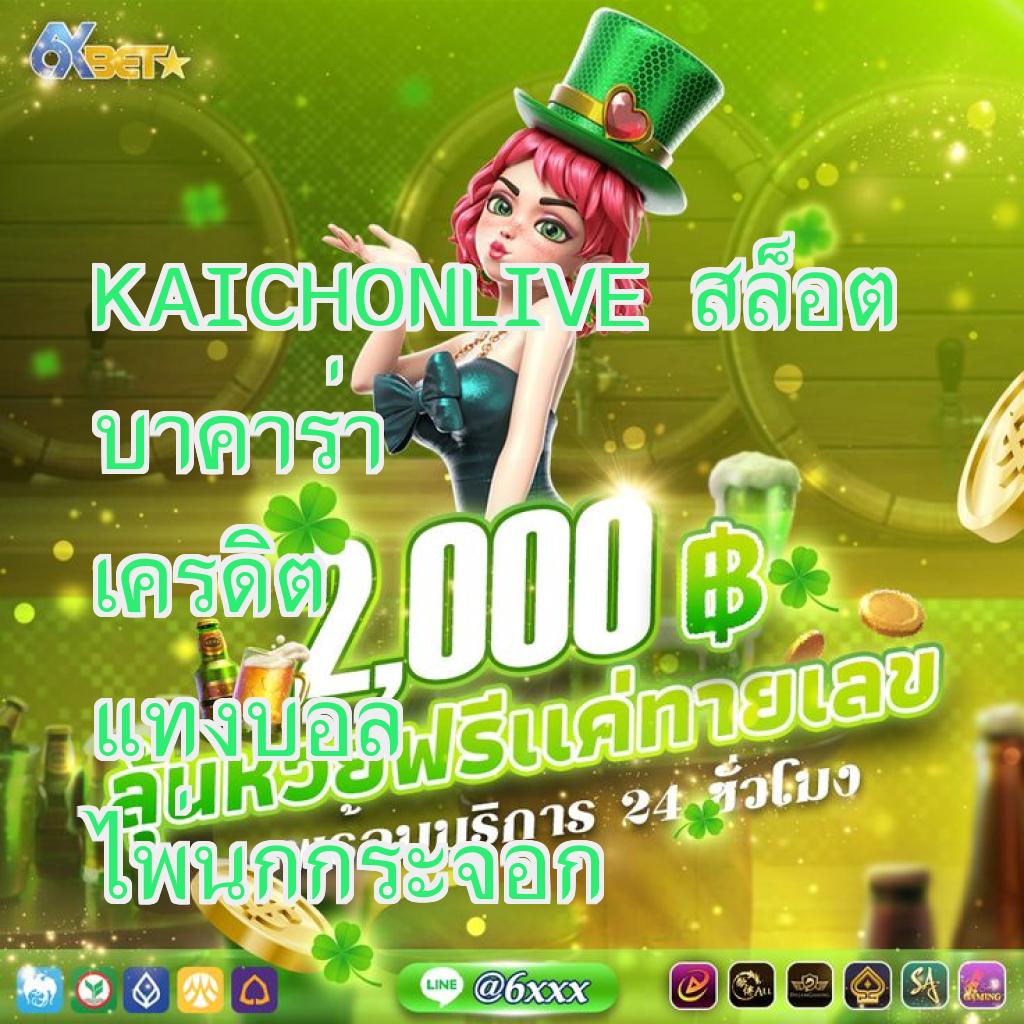 6XBET
KAICHONLIVE สล็อต
บาคาร่า
เครดิต
2,000 ฿
แทงบอล
ลุ้นหวยฟรีแค่ทายเลข
พร้อมบริการ 24 ชั่วโมง
ไพ่นกกระจอก
LINE @6xxx
ALL
SA
GAMING